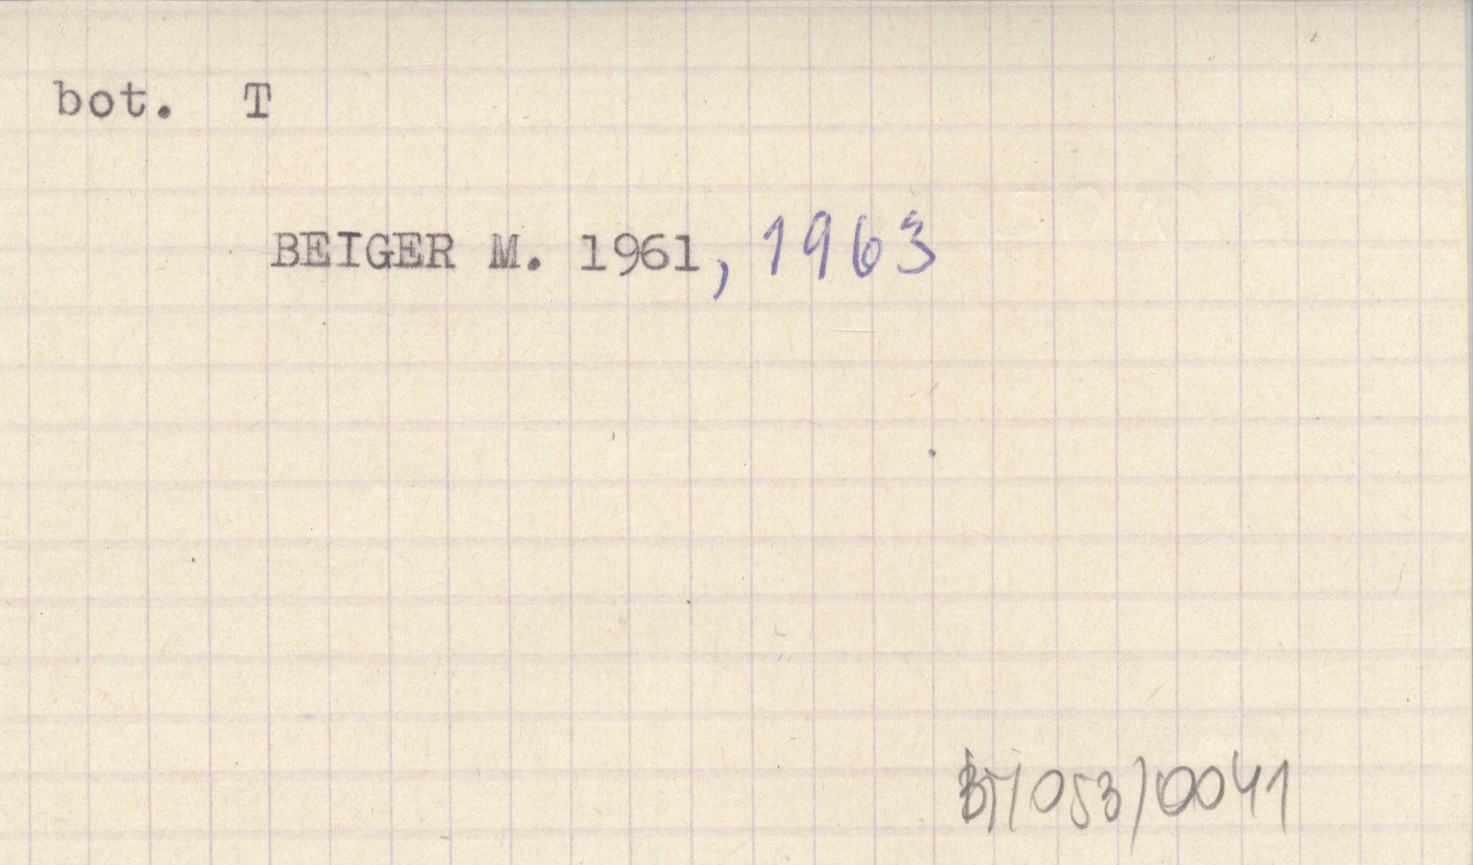 bot. T
BEIGER M. 1961, 1963
BT/053/0041